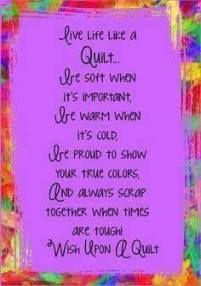 Live Life Like a
Quilt...
Be soft when
it's important,
Be warm when
it's cold,
Be proud to show
your true colors,
And always scrap
together when times
are tough!
Wish Upon A Quilt